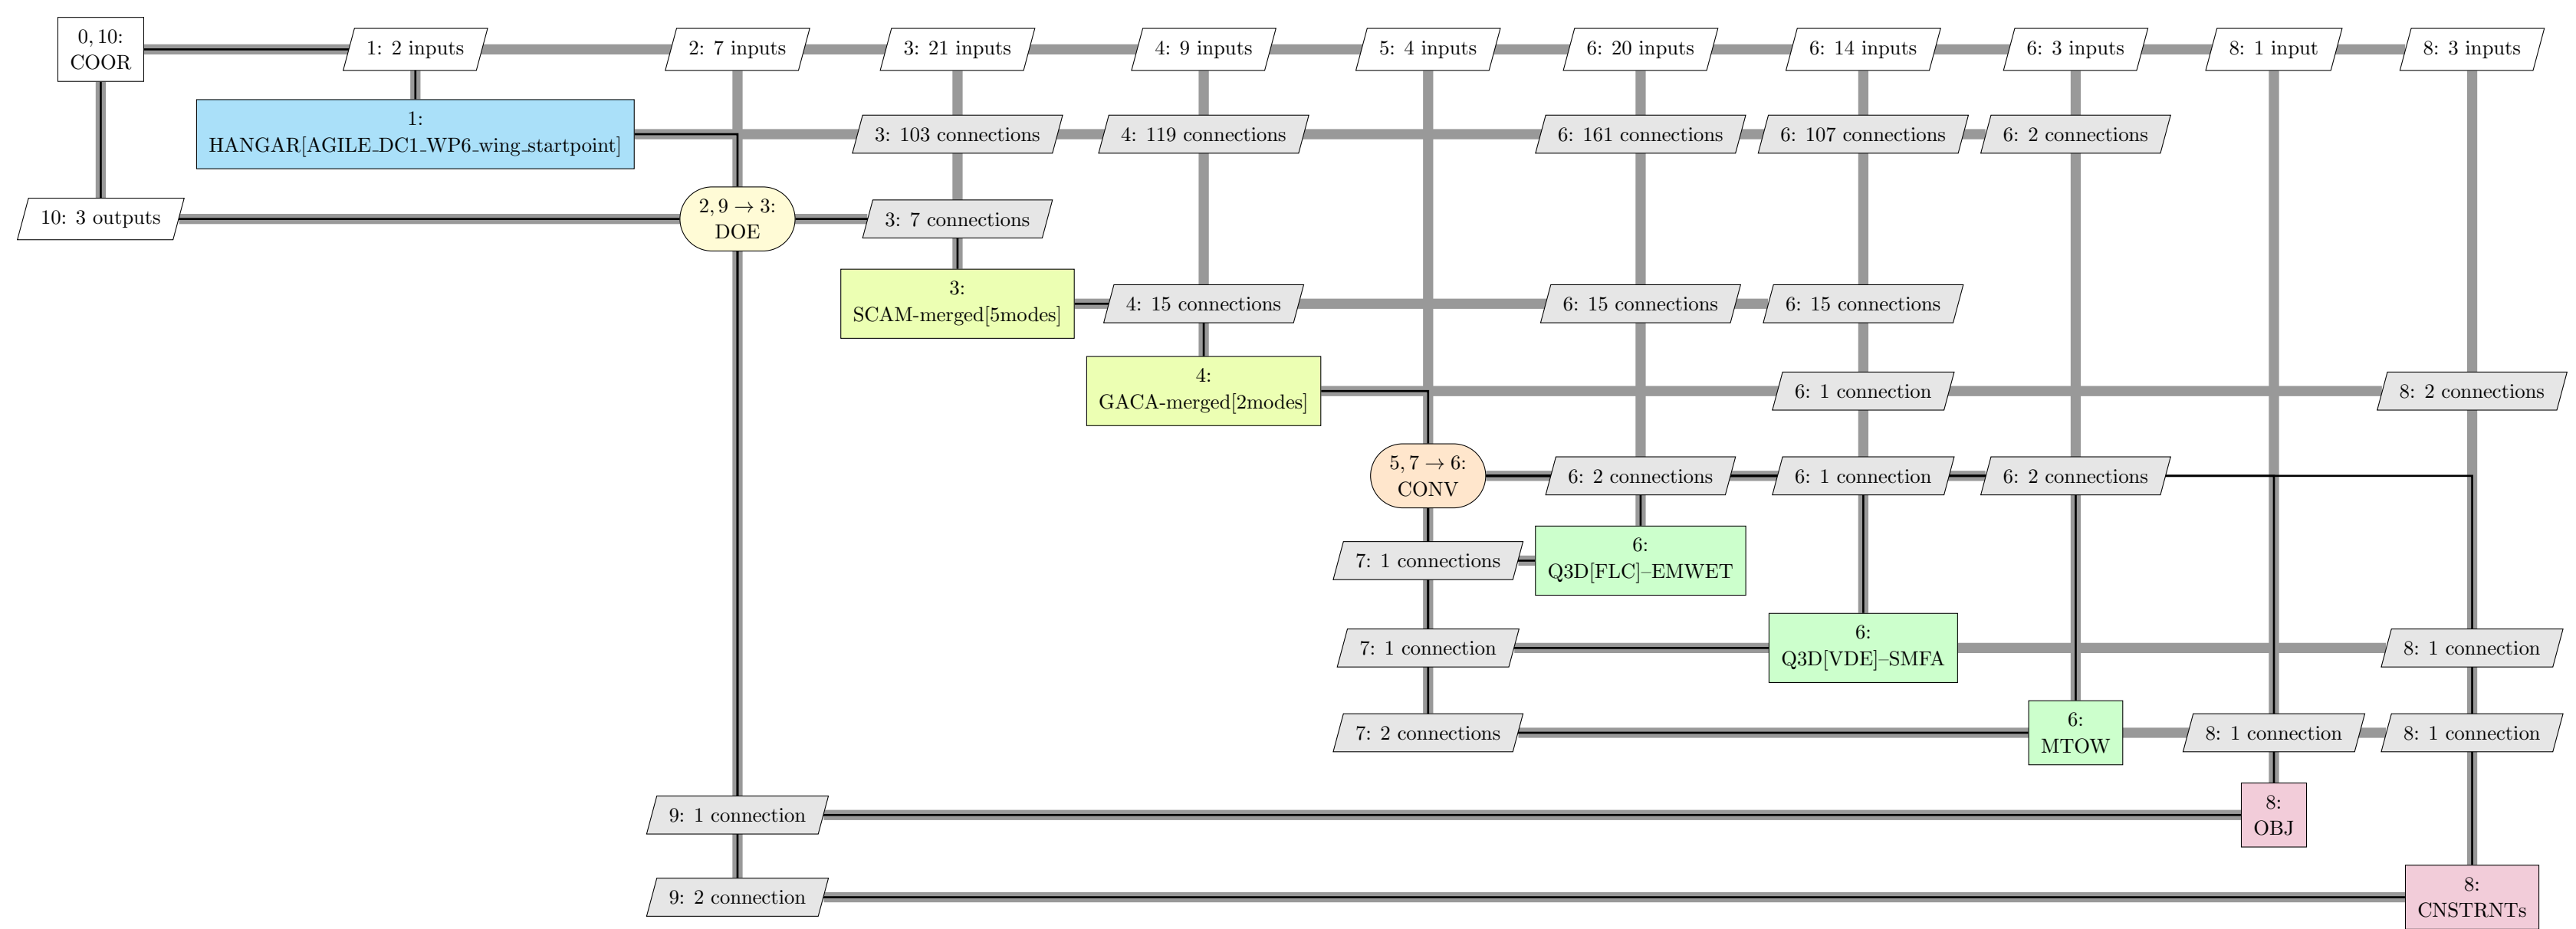 0, 10:
COOR
1: 2 inputs
2: 7 inputs
3: 21 inputs
4: 9 inputs
5: 4 inputs
6: 20 inputs
6: 14 inputs
6: 3 inputs
8: 1 input
8: 3 inputs
1:
HANGAR[AGILE_DC1_WP6_wing_startpoint]
3: 103 connections
4: 119 connections
6: 161 connections
6: 107 connections
6: 2 connections
10: 3 outputs
2, 9 → 3:
DOE
3: 7 connections
3:
SCAM-merged[5modes]
4: 15 connections
6: 15 connections
6: 15 connections
4:
GACA-merged[2modes]
6: 1 connection
8: 2 connections
5, 7 → 6:
CONV
6: 2 connections
6: 1 connection
6: 2 connections
7: 1 connections
6:
Q3D[FLC]–EMWET
7: 1 connection
6:
Q3D[VDE]–SMFA
8: 1 connection
7: 2 connections
6:
MTOW
8: 1 connection
8: 1 connection
9: 1 connection
8:
OBJ
9: 2 connection
8:
CNSTRNTs